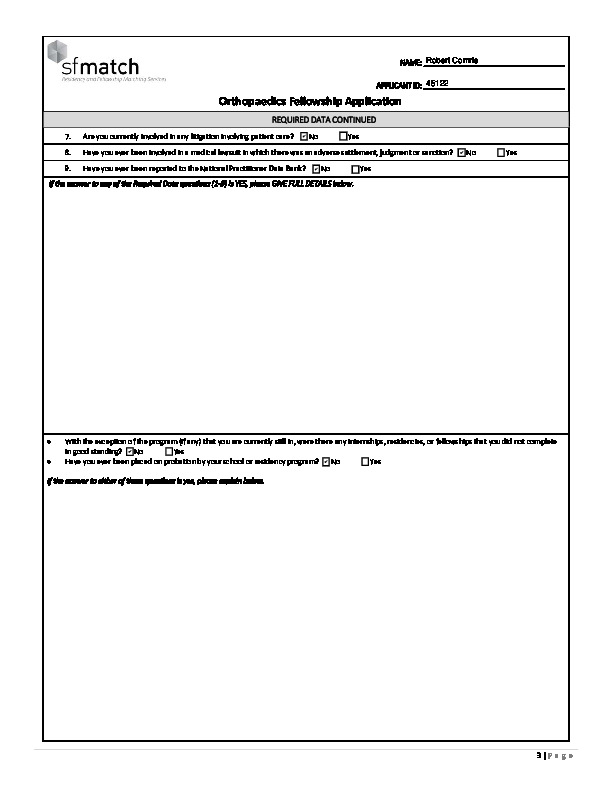 sfmatch
Residency and Fellowship Matching Services
NAME: Robert Comrie
APPLICANT ID: 45122
Orthopaedics Fellowship Application
REQUIRED DATA CONTINUED
7. Are you currently involved in any litigation involving patient care? ☑No ☐Yes
8. Have you ever been involved in a medical lawsuit in which there was an adverse settlement, judgment or sanction? ☑No ☐Yes
9. Have you ever been reported to the National Practitioner Data Bank? ☑No ☐Yes
If the answer to any of the Required Data questions (1-9) is YES, please GIVE FULL DETAILS below.
• With the exception of the program (if any) that you are currently still in, were there any internships, residencies, or fellowships that you did not complete
in good standing? ☑No ☐Yes
• Have you ever been placed on probation by your school or residency program? ☑No ☐Yes
If the answer to either of these questions is yes, please explain below.
3 | Page